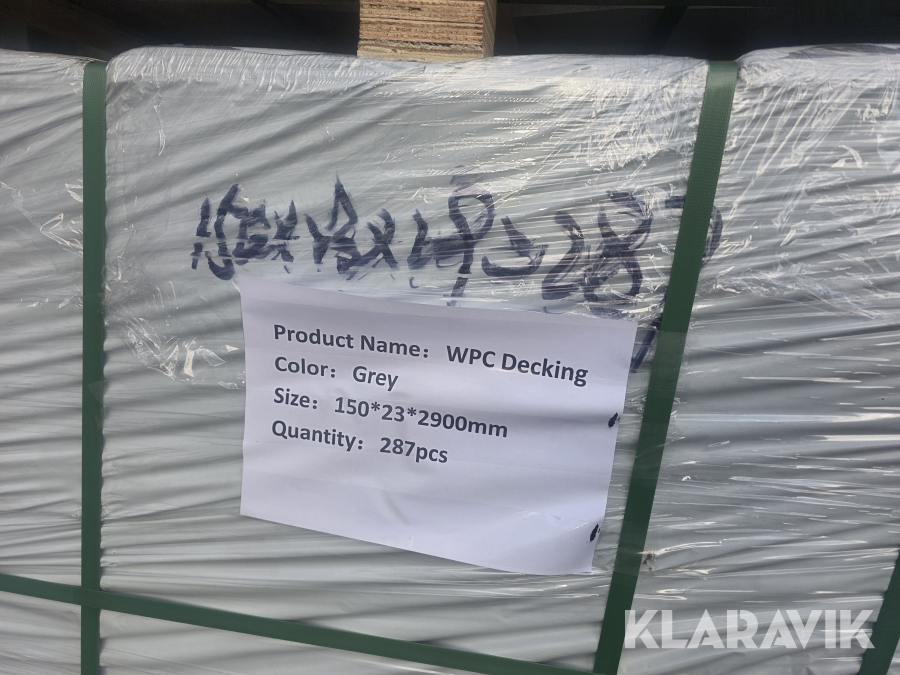 Product Name： WPC Decking
Color： Grey
Size： 150*23*2900mm
Quantity： 287pcs
KLARAVIK